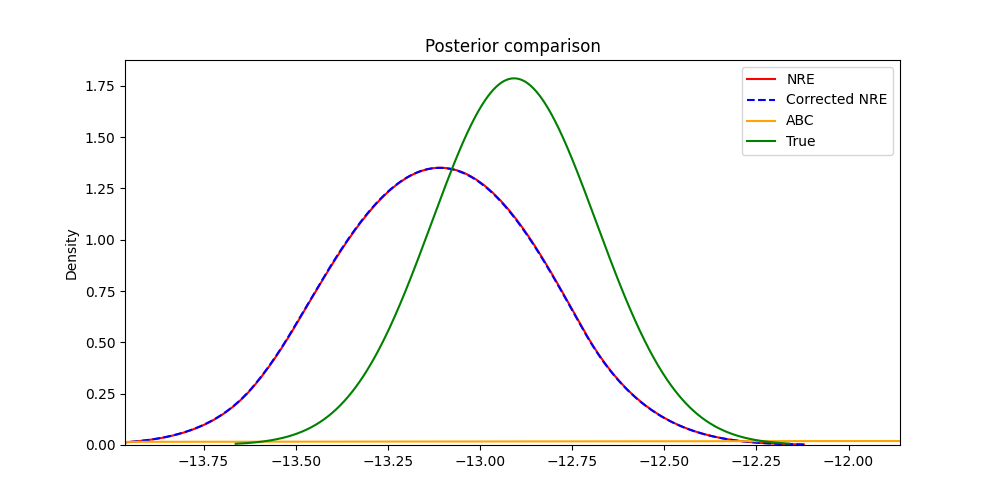 Posterior comparison
NRE
Corrected NRE
ABC
True
Density
1.75
1.50
1.25
1.00
0.75
0.50
0.25
0.00
−13.75 −13.50 −13.25 −13.00 −12.75 −12.50 −12.25 −12.00